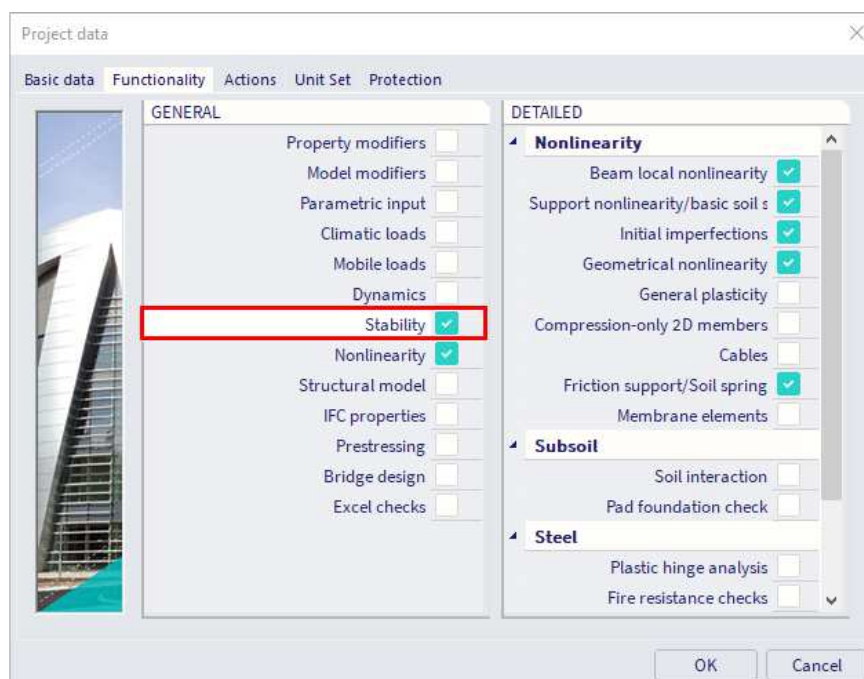 Project data
Basic data Functionality Actions Unit Set Protection
GENERAL
Property modifiers
Model modifiers
Parametric input
Climatic loads
Mobile loads
Dynamics
Stability
Nonlinearity
Structural model
IFC properties
Prestressing
Bridge design
Excel checks
DETAILED
Nonlinearity
Beam local nonlinearity
Support nonlinearity/basic soil s
Initial imperfections
Geometrical nonlinearity
General plasticity
Compression-only 2D members
Cables
Friction support/Soil spring
Membrane elements
Subsoil
Soil interaction
Pad foundation check
Steel
Plastic hinge analysis
Fire resistance checks
OK Cancel